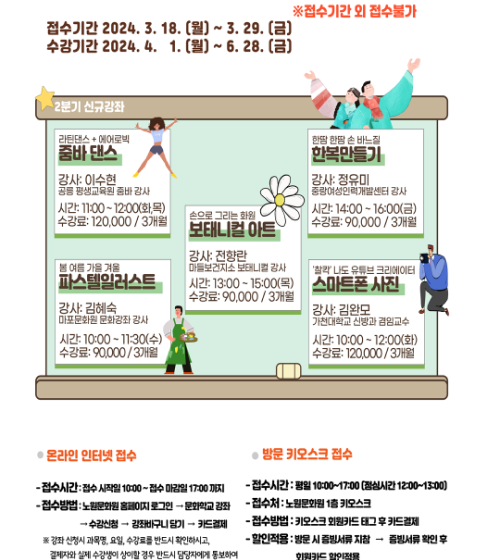 ※접수기간 외 접수불가
접수기간 2024. 3. 18. (월) ~ 3. 29. (금)
수강기간 2024. 4. 1. (월) ~ 6. 28. (금)
2분기 신규강좌
라틴댄스 + 에어로빅
줌바 댄스
강사: 이수현
공릉 평생교육원 줌바 강사
시간: 11:00 ~ 12:00(화,목)
수강료: 120,000 / 3개월
한땀 한땀 손 바느질
한복만들기
강사: 정유미
중랑여성인력개발센터 강사
시간: 14:00 ~ 16:00(금)
수강료: 90,000 / 3개월
손으로 그리는 화원
보태니컬 아트
강사: 전향란
마들보건지소 보태니컬 강사
시간: 13:00 ~ 15:00(목)
수강료: 90,000 / 3개월
봄 여름 가을 겨울
파스텔일러스트
강사: 김혜숙
마포문화원 문화강좌 강사
시간: 10:00 ~ 11:30(수)
수강료: 90,000 / 3개월
'찰칵' 나도 유튜브 크리에이터
스마트폰 사진
강사: 김완모
가천대학교 신방과 겸임교수
시간: 10:00 ~ 12:00(화)
수강료: 120,000 / 3개월
● 온라인 인터넷 접수
- 접수시간 : 접수 시작일 10:00 ~ 접수 마감일 17:00 까지
- 접수방법 : 노원문화원 홈페이지 로그인 → 문화학교 강좌
→ 수강신청 → 강좌바구니 담기 → 카드결제
※ 강좌 신청시 과목명, 요일, 수강료를 반드시 확인하시고,
결제자와 실제 수강생이 상이할 경우 반드시 담당자에게 통보하여
● 방문 키오스크 접수
- 접수시간 : 평일 10:00~17:00 (점심시간 12:00~13:00)
- 접수처 : 노원문화원 1층 키오스크
- 접수방법 : 키오스크 회원카드 태그 후 카드결제
- 할인적용 : 방문 시 증빙서류 지참 → 증빙서류 확인 후
회원카드 할인적용